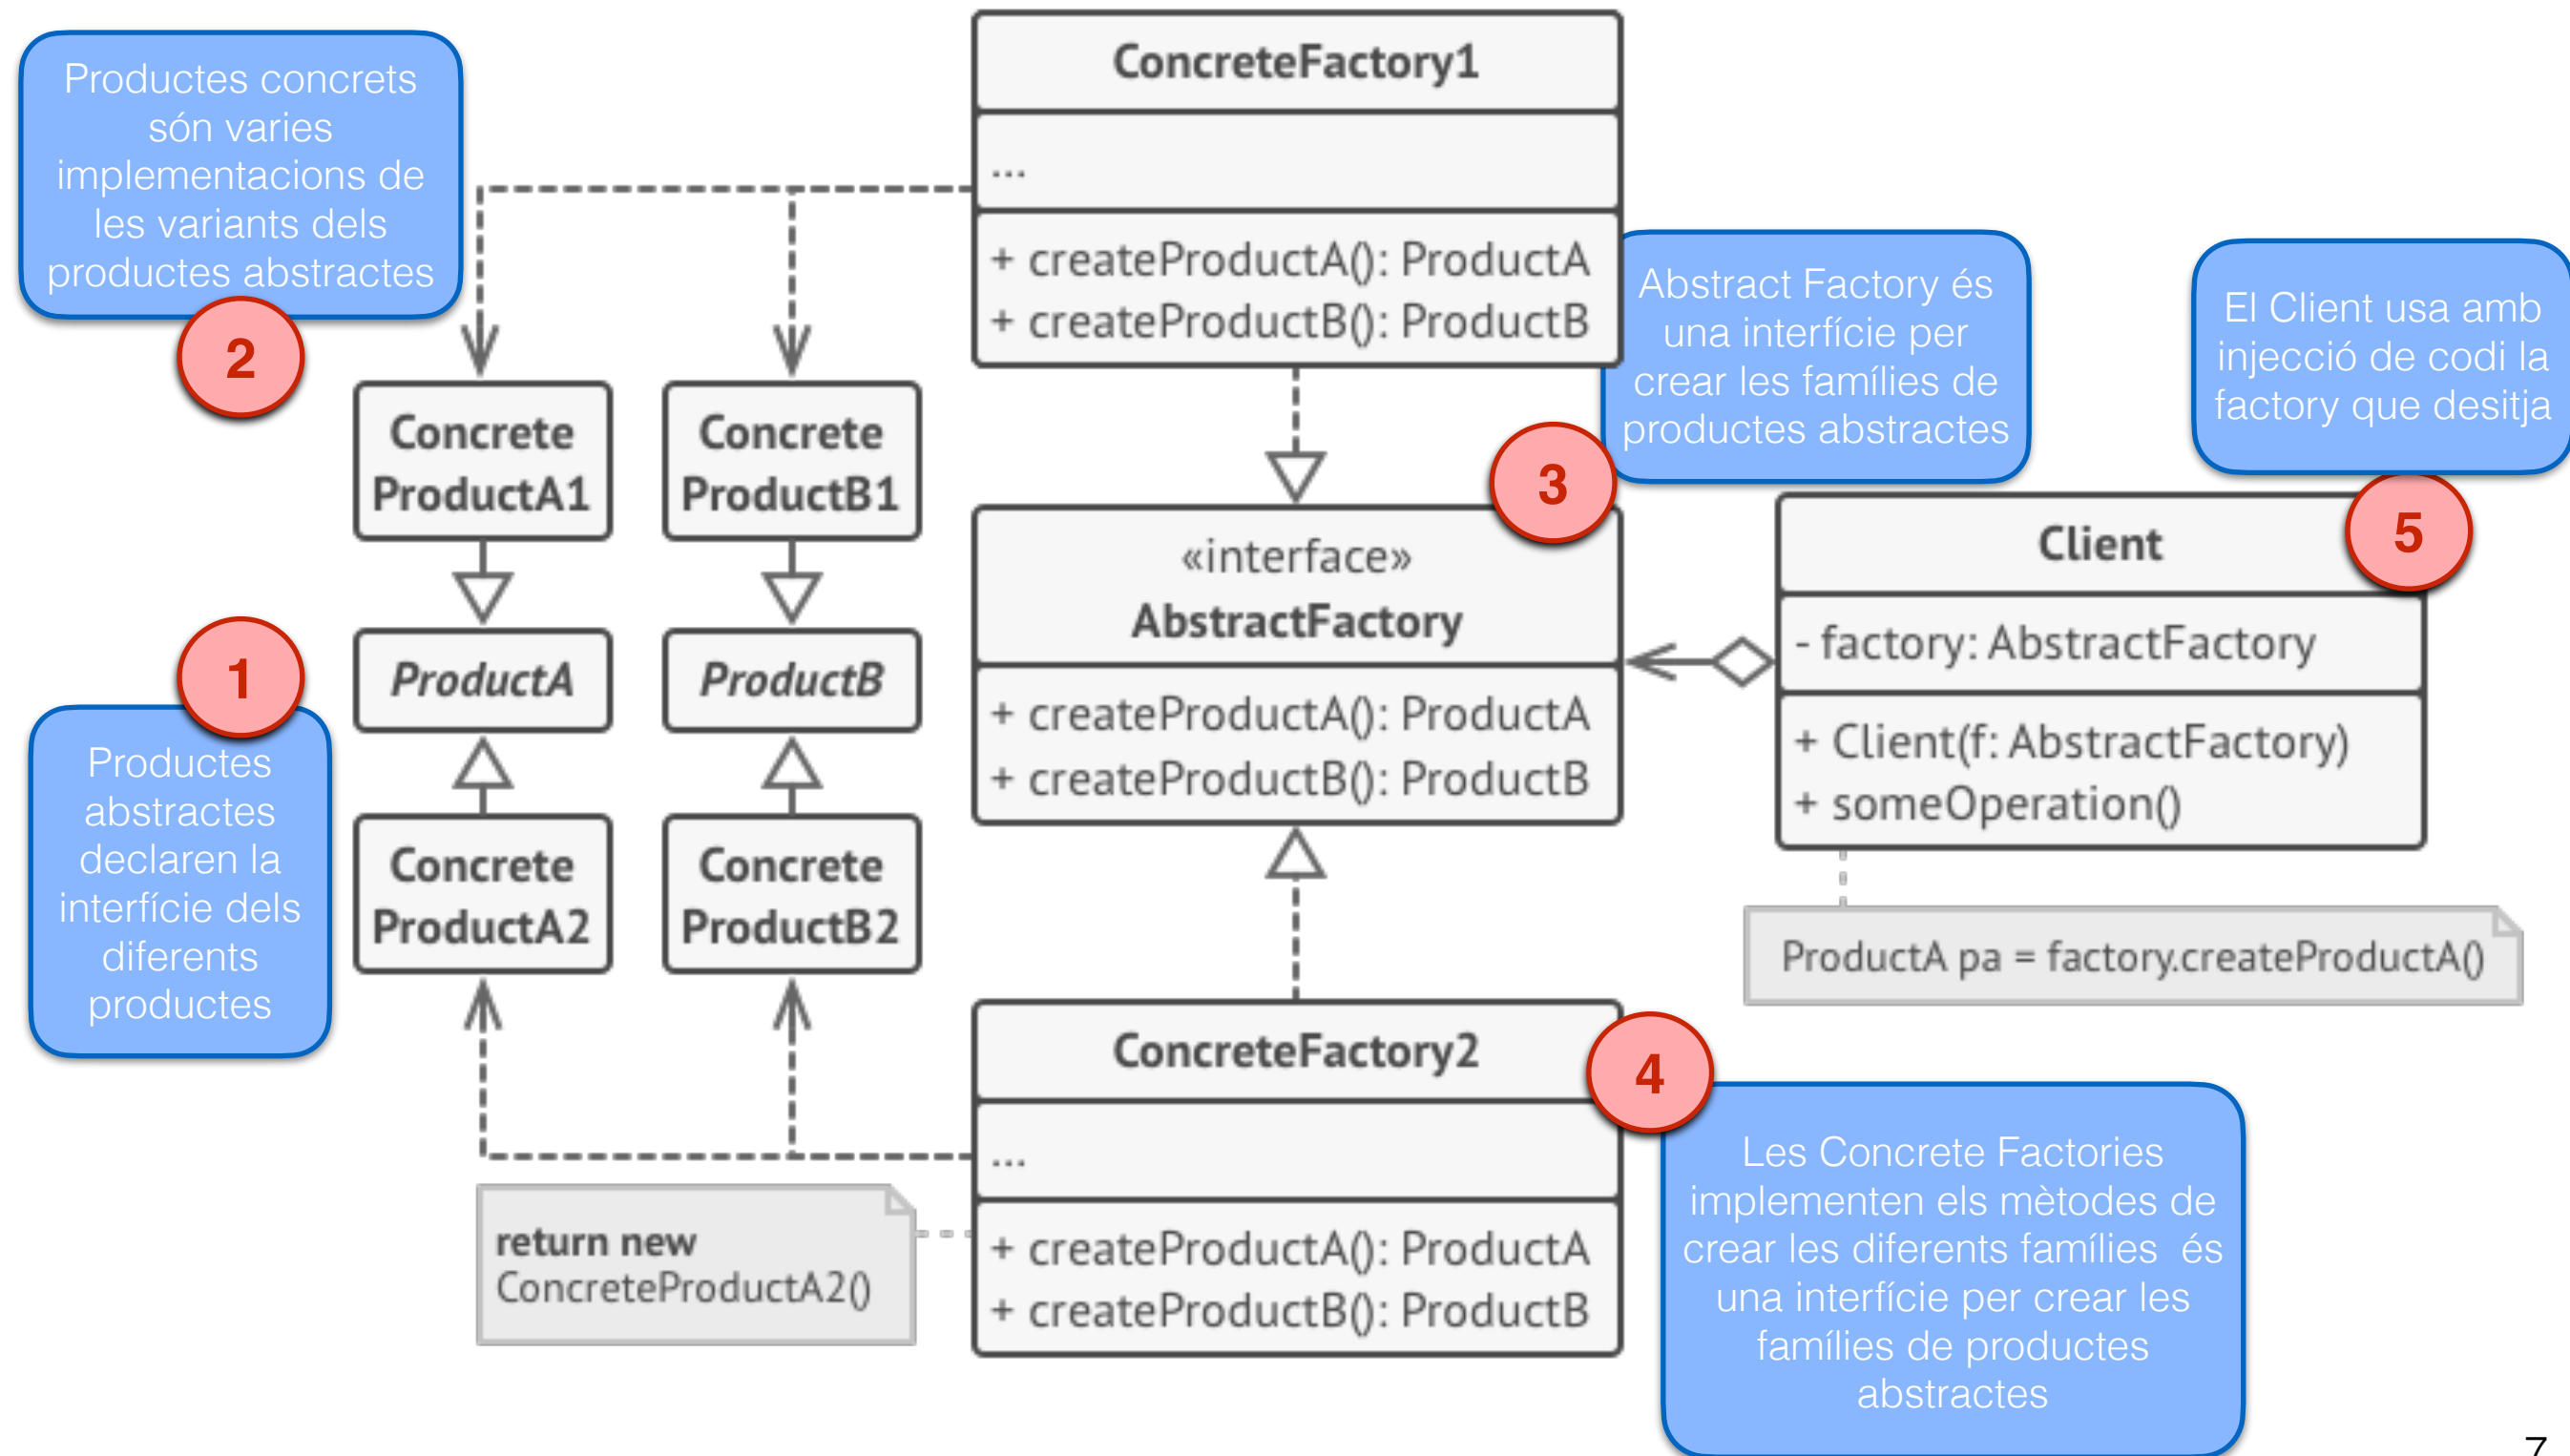 Productes concrets
són varies
implementacions de
les variants dels
productes abstractes
2
1
Productes
abstractes
declaren la
interfície dels
diferents
productes
Concrete
ProductA1
Concrete
ProductB1
ProductA
ProductB
Concrete
ProductA2
Concrete
ProductB2
ConcreteFactory1
...
+ createProductA(): ProductA
+ createProductB(): ProductB
Abstract Factory és
una interfície per
crear les famílies de
productes abstractes
3
«interface»
AbstractFactory
+ createProductA(): ProductA
+ createProductB(): ProductB
El Client usa amb
injecció de codi la
factory que desitja
5
Client
- factory: AbstractFactory
+ Client(f: AbstractFactory)
+ someOperation()
ProductA pa = factory.createProductA()
ConcreteFactory2
...
+ createProductA(): ProductA
+ createProductB(): ProductB
return new
ConcreteProductA2()
4
Les Concrete Factories
implementen els mètodes de
crear les diferents famílies  és
una interfície per crear les
famílies de productes
abstractes
7